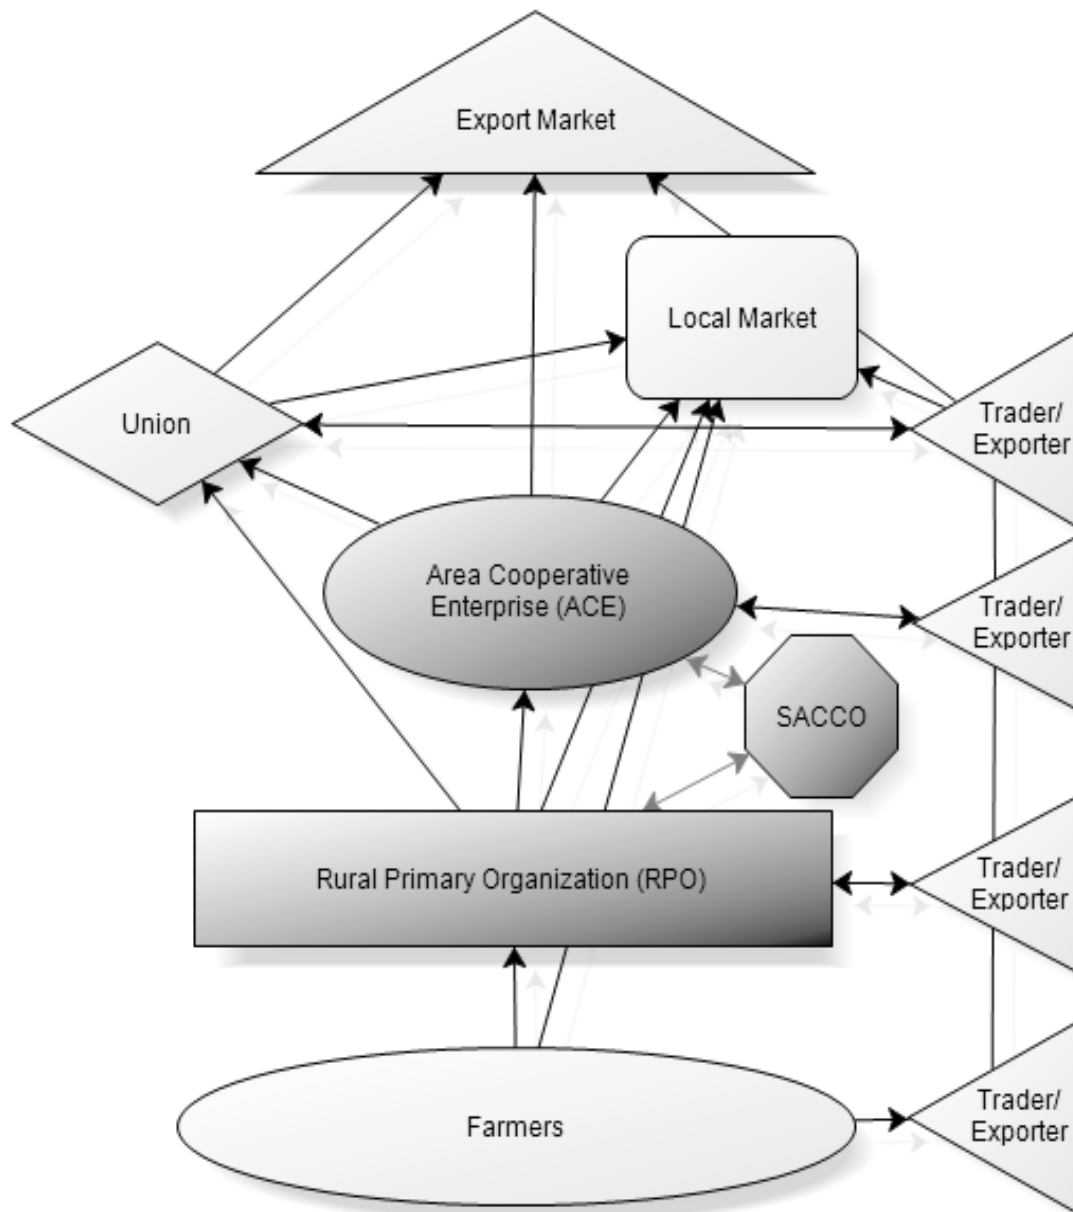 Export Market
Local Market
Union
Trader/
Exporter
Area Cooperative
Enterprise (ACE)
Trader/
Exporter
SACCO
Rural Primary Organization (RPO)
Trader/
Exporter
Farmers
Trader/
Exporter